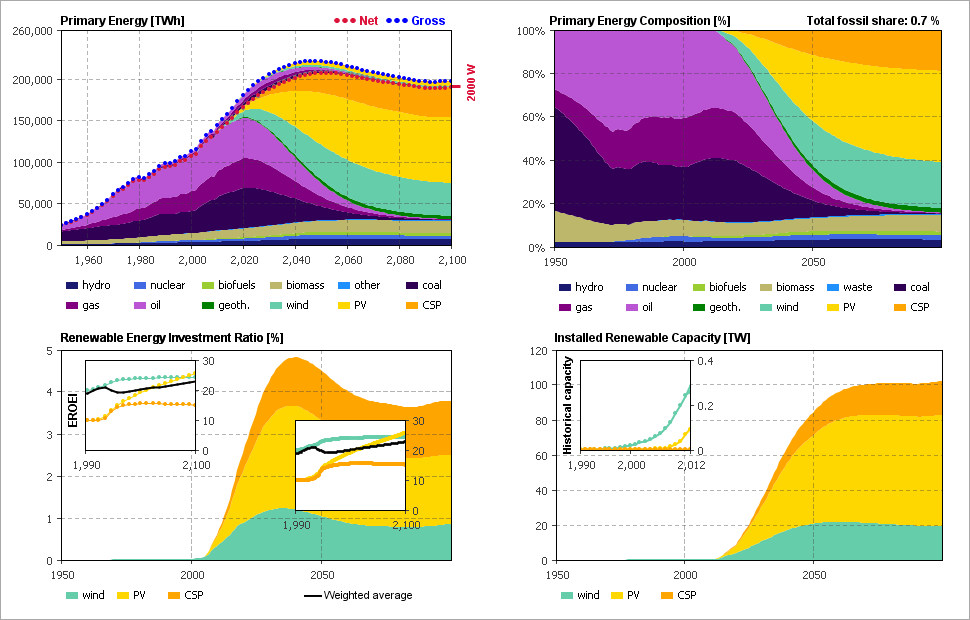 Primary Energy [TWh]
Net
Gross
260,000
200,000
150,000
100,000
50,000
0
1,960
1,980
2,000
2,020
2,040
2,060
2,080
2,100
2000 W
hydro
nuclear
biofuels
biomass
other
coal
gas
oil
geoth.
wind
PV
CSP
Primary Energy Composition [%]
Total fossil share: 0.7 %
100%
80%
60%
40%
20%
0%
1950
2000
2050
hydro
nuclear
biofuels
biomass
waste
coal
gas
oil
geoth.
wind
PV
CSP
Renewable Energy Investment Ratio [%]
5
4
3
2
1
0
1950
2000
2050
EROEI
30
20
10
0
1,990
2,100
30
20
10
0
1,990
2,100
wind
PV
CSP
Weighted average
Installed Renewable Capacity [TW]
120
100
80
60
40
20
0
1950
2000
2050
Historical capacity
0.4
0.2
0
1,990
2,000
2,012
wind
PV
CSP